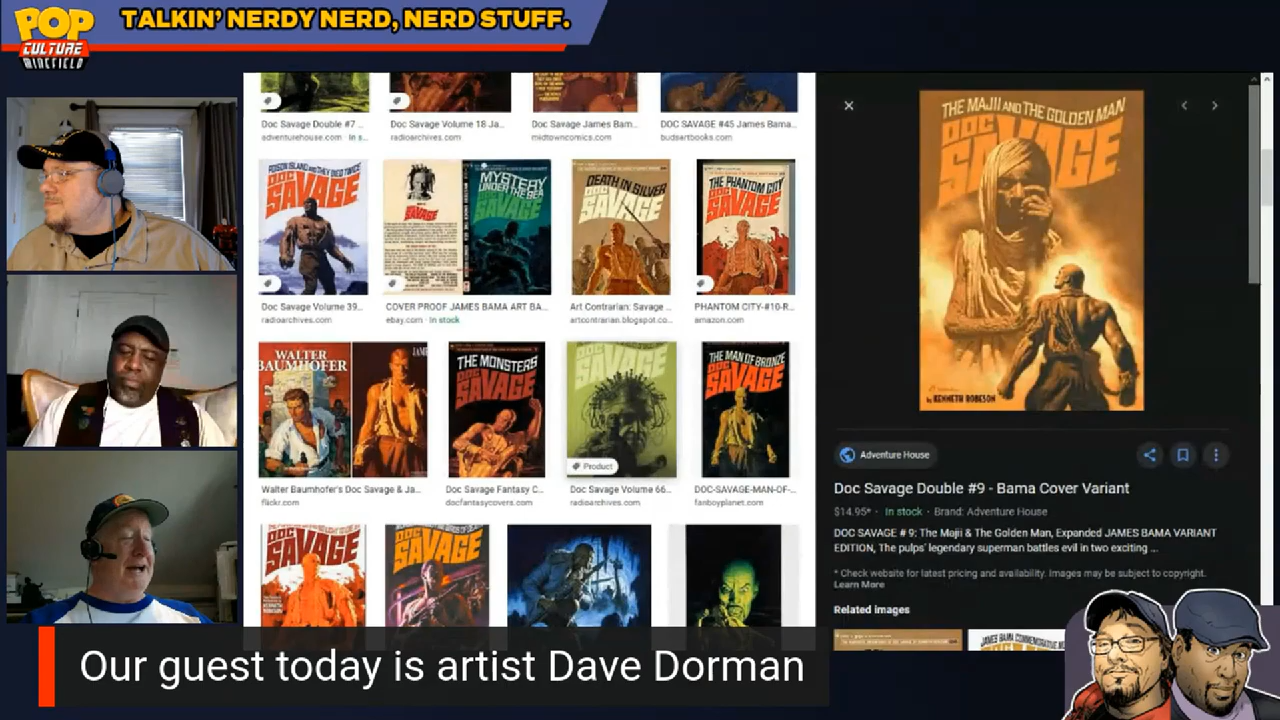 POP
CULTURE
MINEFIELD
TALKIN' NERDY NERD, NERD STUFF.
Doc Savage Double #7 ...
adventurehouse.com · In s...
Doc Savage Volume 18 Ja...
radioarchives.com
Doc Savage James Bam...
midtowncomics.com
DOC SAVAGE #45 James Bama...
budsartbooks.com
POISON ISLAND AND THEY DIED TWICE
DOC
SAVAGE
Doc Savage Volume 39...
radioarchives.com
SAVAGE
MYSTERY
UNDER THE SEA
DOC
SAVAGE
COVER PROOF JAMES BAMA ART BA...
ebay.com · In stock
DEATH IN SILVER
DOC
SAVAGE
Art Contrarian: Savage ...
artcontrarian.blogspot.co...
THE PHANTOM CITY
DOC
SAVAGE
PHANTOM CITY-#10-R...
amazon.com
WALTER
BAUMHOFER
JAM
Walter Baumhofer's Doc Savage & Ja...
flickr.com
THE MONSTERS
DOC
SAVAGE
Doc Savage Fantasy C...
docfantasycovers.com
DOC
SAVAGE
Product
Doc Savage Volume 66...
radioarchives.com
THE MAN OF BRONZE
DOC
SAVAGE
DOC-SAVAGE-MAN-OF-...
fanboyplanet.com
DOC
SAVAGE
DOC
SAVAGE
THE MAJII AND THE GOLDEN MAN
DOC
SAVAGE
by KENNETH ROBESON
Adventure House
Doc Savage Double #9 - Bama Cover Variant
$14.95* · In stock · Brand: Adventure House
DOC SAVAGE # 9: The Majii & The Golden Man, Expanded JAMES BAMA VARIANT
EDITION, The pulps' legendary superman battles evil in two exciting ...
* Check website for latest pricing and availability. Images may be subject to copyright.
Learn More
Related images
Our guest today is artist Dave Dorman